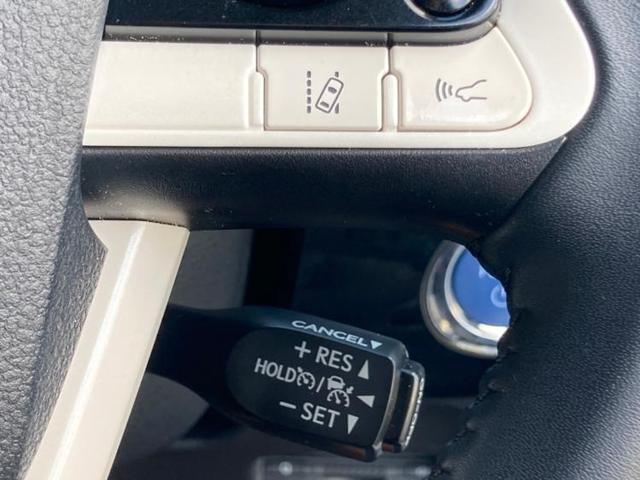 CANCEL▼
+ RES ▲
HOLD / ◀
− SET ▼